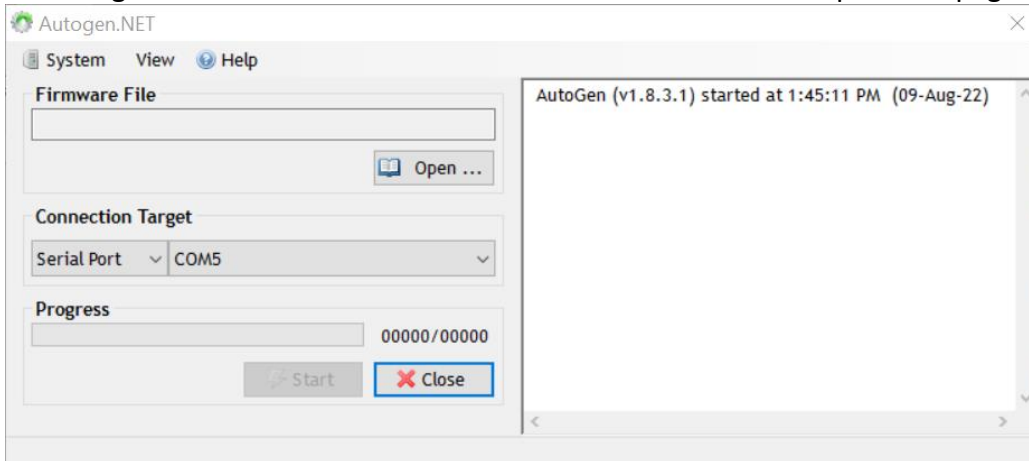 Autogen.NET
System View Help
Firmware File
Open ...
Connection Target
Serial Port COM5
Progress
00000/00000
Start Close
AutoGen (v1.8.3.1) started at 1:45:11 PM (09-Aug-22)